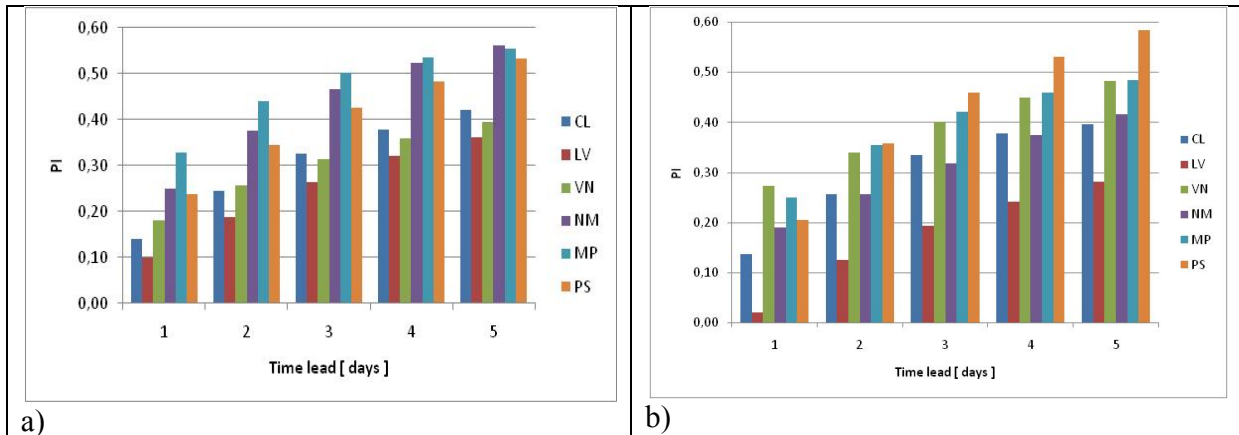 0,60
0,50
0,40
0,30
0,20
0,10
0,00
PI
1 2 3 4 5
Time lead [ days ]
CL
LV
VN
NM
MP
PS
a)
0,60
0,50
0,40
0,30
0,20
0,10
0,00
PI
1 2 3 4 5
Time lead [ days ]
CL
LV
VN
NM
MP
PS
b)